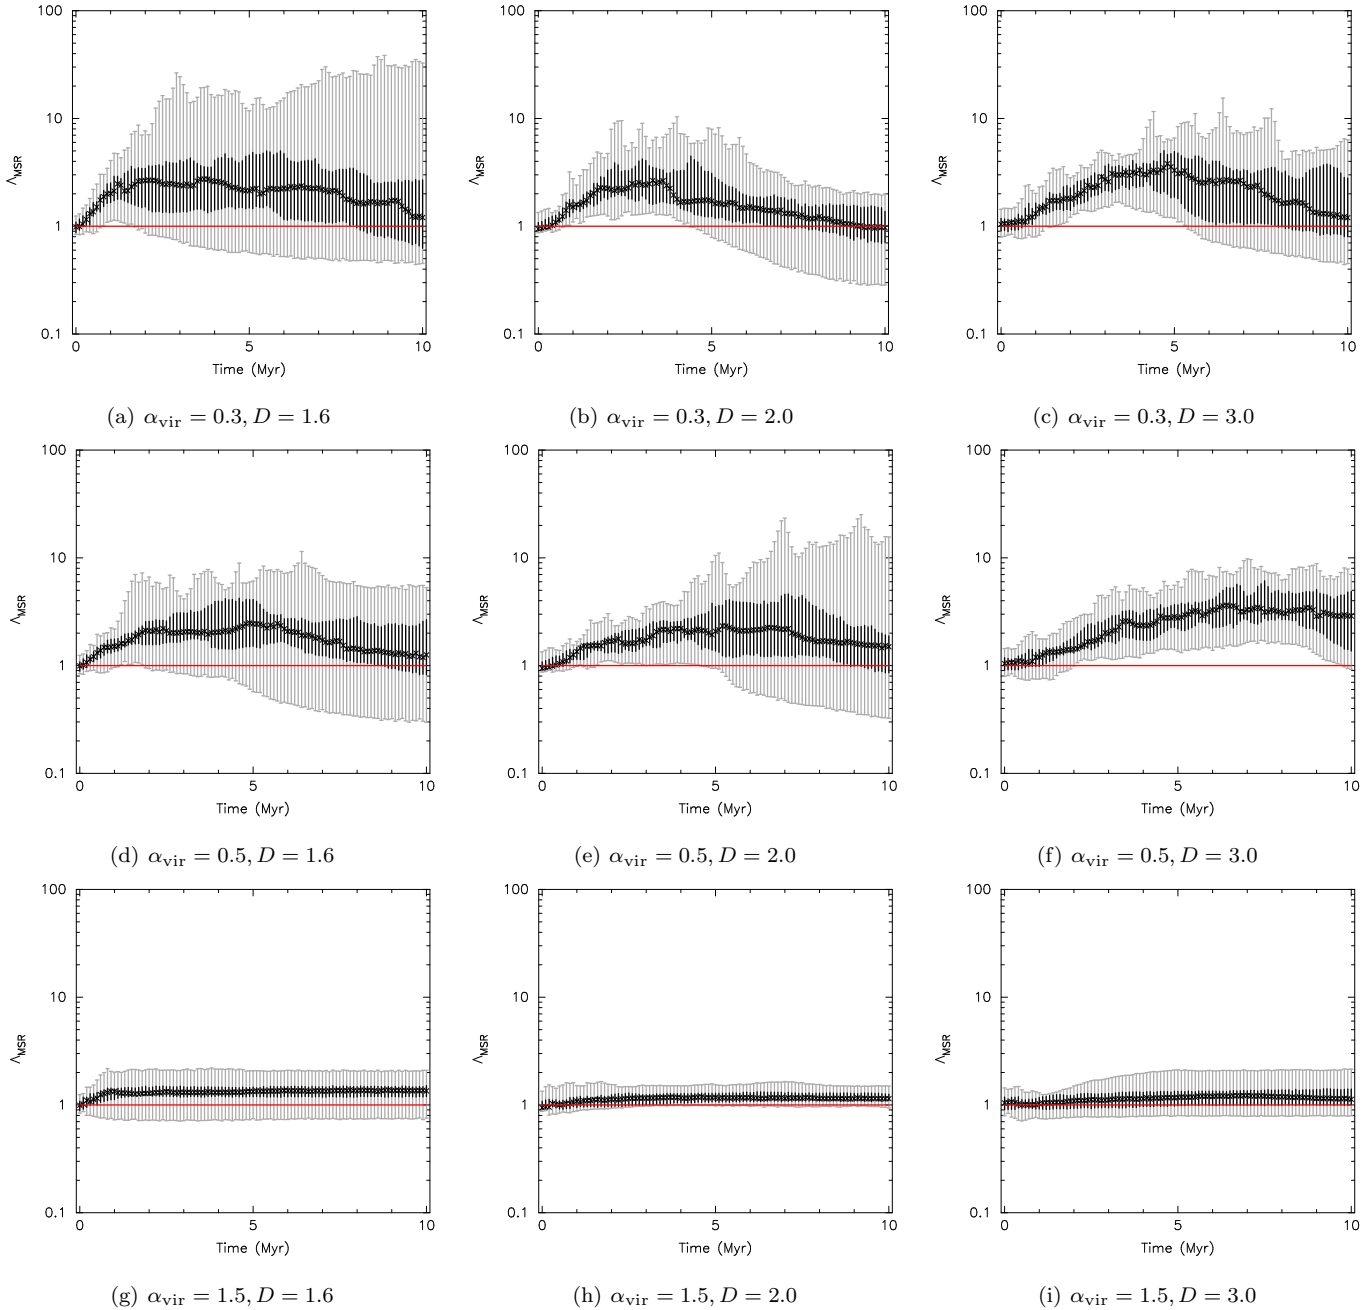 100
10
1
0.1
Λ_MSR
0 5 10
Time (Myr)
(a) α_vir = 0.3, D = 1.6
100
10
1
0.1
Λ_MSR
0 5 10
Time (Myr)
(b) α_vir = 0.3, D = 2.0
100
10
1
0.1
Λ_MSR
0 5 10
Time (Myr)
(c) α_vir = 0.3, D = 3.0
100
10
1
0.1
Λ_MSR
0 5 10
Time (Myr)
(d) α_vir = 0.5, D = 1.6
100
10
1
0.1
Λ_MSR
0 5 10
Time (Myr)
(e) α_vir = 0.5, D = 2.0
100
10
1
0.1
Λ_MSR
0 5 10
Time (Myr)
(f) α_vir = 0.5, D = 3.0
100
10
1
0.1
Λ_MSR
0 5 10
Time (Myr)
(g) α_vir = 1.5, D = 1.6
100
10
1
0.1
Λ_MSR
0 5 10
Time (Myr)
(h) α_vir = 1.5, D = 2.0
100
10
1
0.1
Λ_MSR
0 5 10
Time (Myr)
(i) α_vir = 1.5, D = 3.0